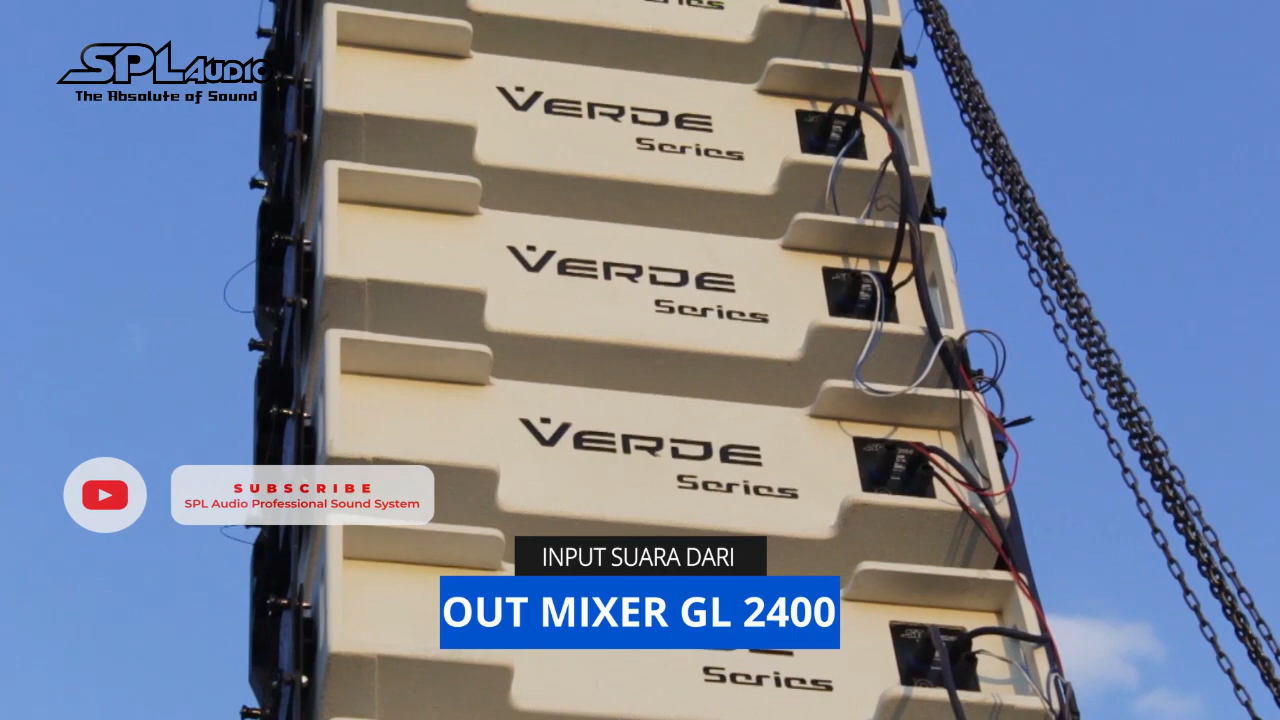 Series
SPL AUDIO
The Absolute of Sound
VERDE
Series
VERDE
Series
VERDE
Series
SUBSCRIBE
SPL Audio Professional Sound System
INPUT SUARA DARI
OUT MIXER GL 2400
Series